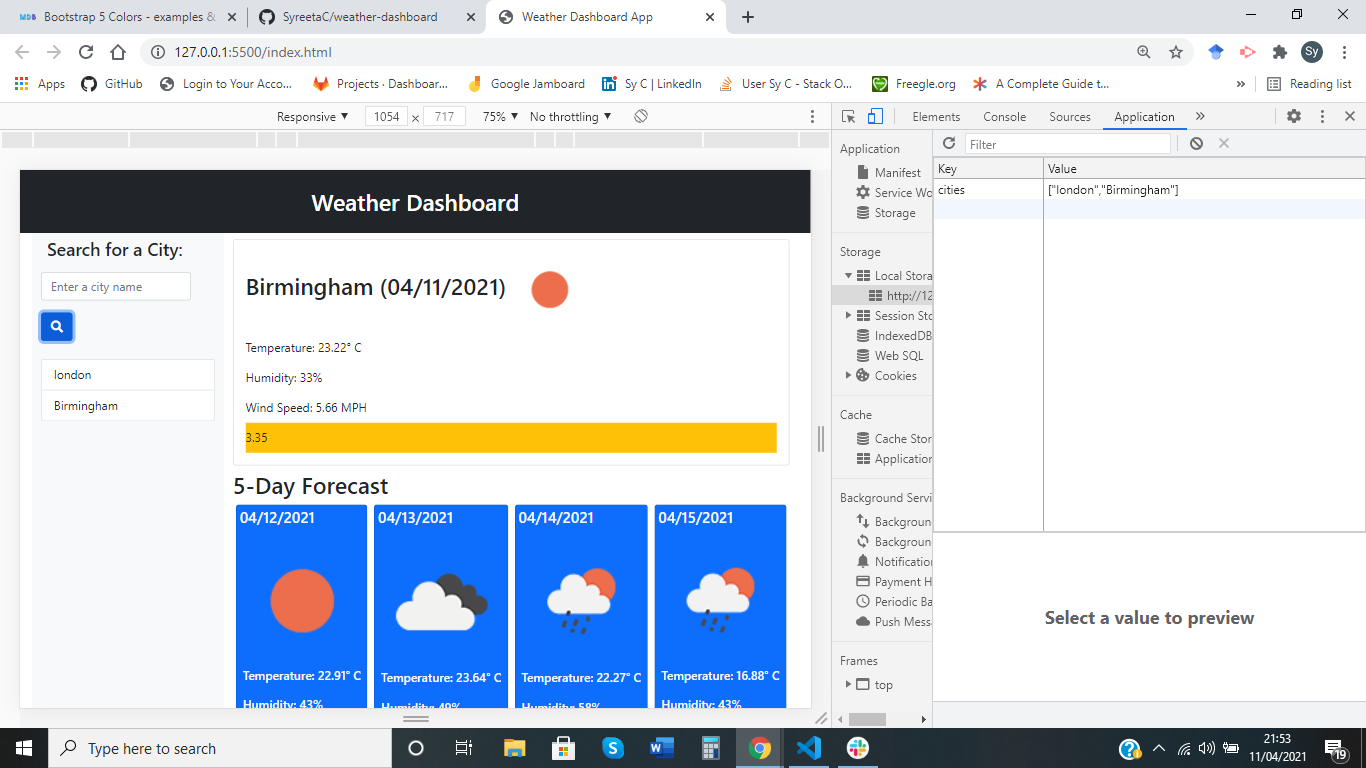 Bootstrap 5 Colors - examples &
SyreetaC/weather-dashboard
Weather Dashboard App
127.0.0.1:5500/index.html
Sy
Apps
GitHub
Login to Your Acco...
Projects · Dashboar...
Google Jamboard
Sy C | LinkedIn
User Sy C - Stack O...
Freegle.org
A Complete Guide t...
»
Reading list
Responsive ▼ 1054 × 717 75% ▼ No throttling ▼
Elements Console Sources Application »
Weather Dashboard
Search for a City:
Enter a city name
london
Birmingham
Birmingham (04/11/2021)
Temperature: 23.22° C
Humidity: 33%
Wind Speed: 5.66 MPH
3.35
5-Day Forecast
04/12/2021
Temperature: 22.91° C
Humidity: 43%
04/13/2021
Temperature: 23.64° C
Humidity: 49%
04/14/2021
Temperature: 22.27° C
Humidity: 58%
04/15/2021
Temperature: 16.88° C
Humidity: 43%
Application
Manifest
Service Wo
Storage
Storage
Local Stora
http://12
Session Sto
IndexedDB
Web SQL
Cookies
Cache
Cache Stor
Application
Background Servi
Background
Background
Notification
Payment H
Periodic Ba
Push Mess
Frames
top
Filter
Key Value
cities ["london","Birmingham"]
Select a value to preview
Type here to search
21:53
11/04/2021
19